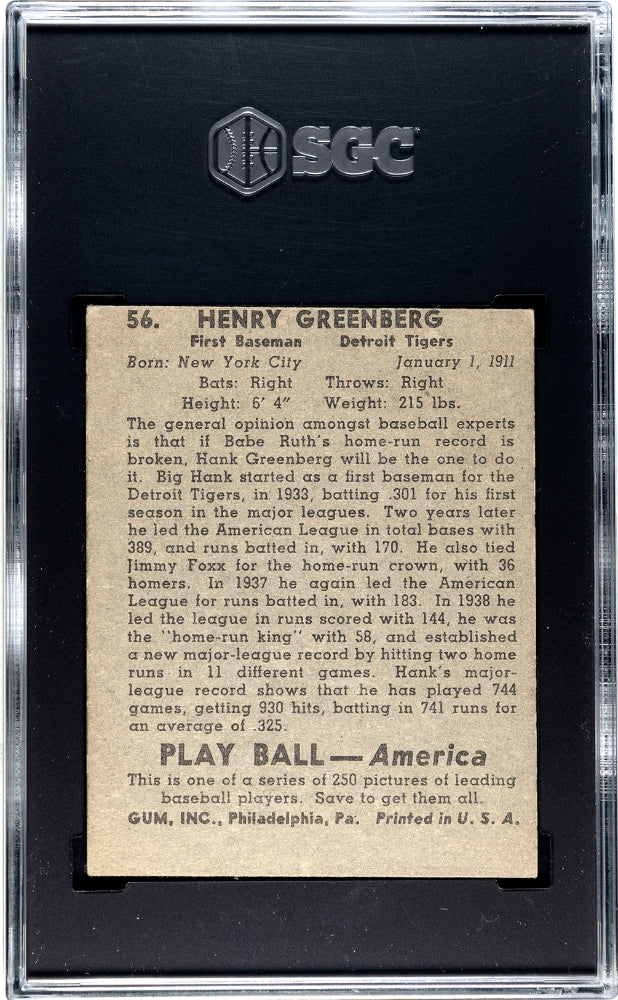 SGC
56. HENRY GREENBERG
First Baseman Detroit Tigers
Born: New York City January 1, 1911
Bats: Right Throws: Right
Height: 6' 4" Weight: 215 lbs.
The general opinion amongst baseball experts
is that if Babe Ruth's home-run record is
broken, Hank Greenberg will be the one to do
it. Big Hank started as a first baseman for the
Detroit Tigers, in 1933, batting .301 for his first
season in the major leagues. Two years later
he led the American League in total bases with
389, and runs batted in, with 170. He also tied
Jimmy Foxx for the home-run crown, with 36
homers. In 1937 he again led the American
League for runs batted in, with 183. In 1938 he
led the league in runs scored with 144, he was
the "home-run king" with 58, and established
a new major-league record by hitting two home
runs in 11 different games. Hank's major-
league record shows that he has played 744
games, getting 930 hits, batting in 741 runs for
an average of .325.
PLAY BALL—America
This is one of a series of 250 pictures of leading
baseball players. Save to get them all.
GUM, INC., Philadelphia, Pa. Printed in U. S. A.